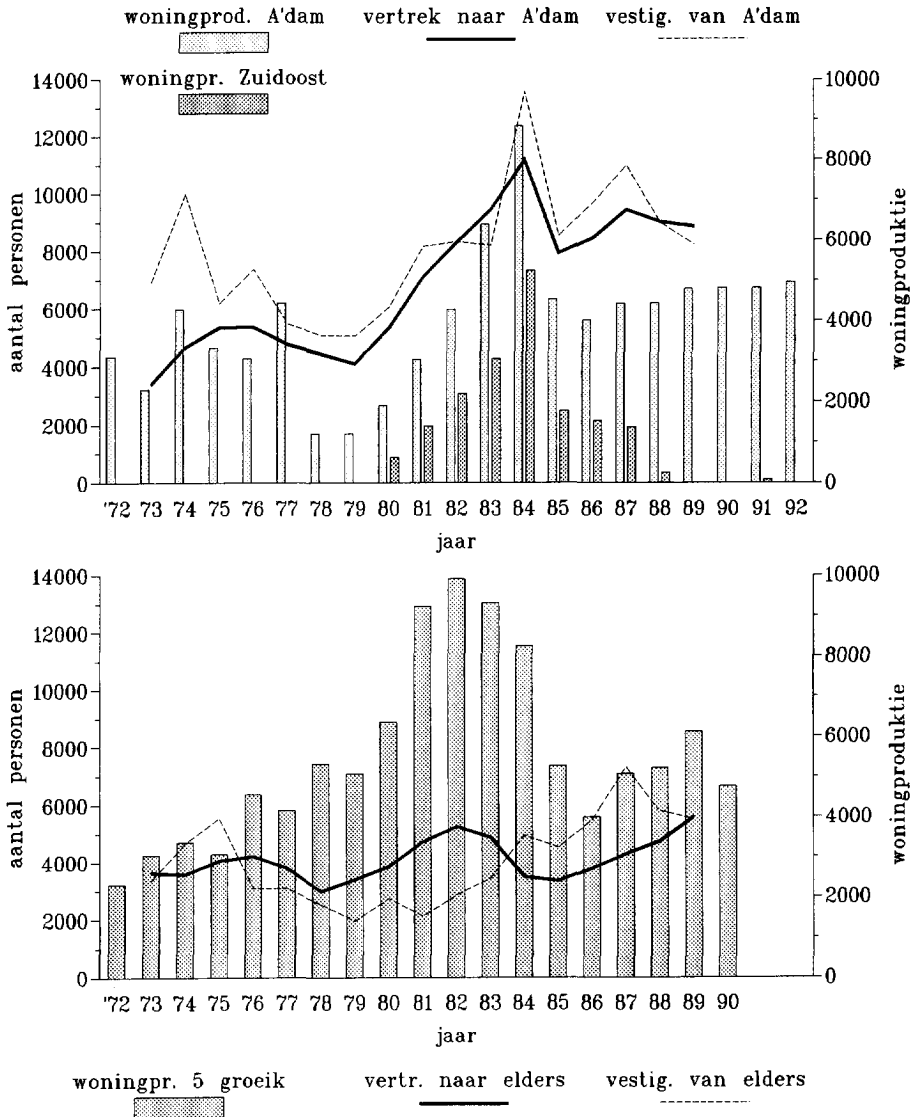 woningprod. A'dam vertrek naar A'dam vestig. van A'dam
woningpr. Zuidoost
14000
12000
10000
8000
6000
4000
2000
0
aantal personen
10000
8000
6000
4000
2000
0
woningproduktie
'72 73 74 75 76 77 78 79 80 81 82 83 84 85 86 87 88 89 90 91 92
jaar
14000
12000
10000
8000
6000
4000
2000
0
aantal personen
10000
8000
6000
4000
2000
0
woningproduktie
'72 73 74 75 76 77 78 79 80 81 82 83 84 85 86 87 88 89 90
jaar
woningpr. 5 groeik vertr. naar elders vestig. van elders